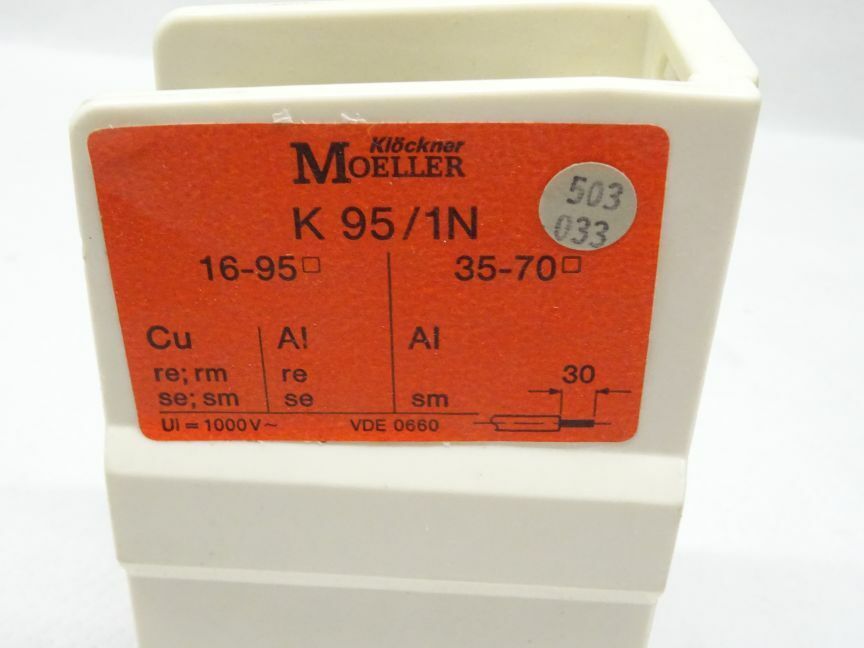 Klöckner
MOELLER
K 95/1N
503
033
16-95□
35-70□
Cu
Al
Al
re; rm
re
30
se; sm
se
sm
Ui = 1000V~
VDE 0660